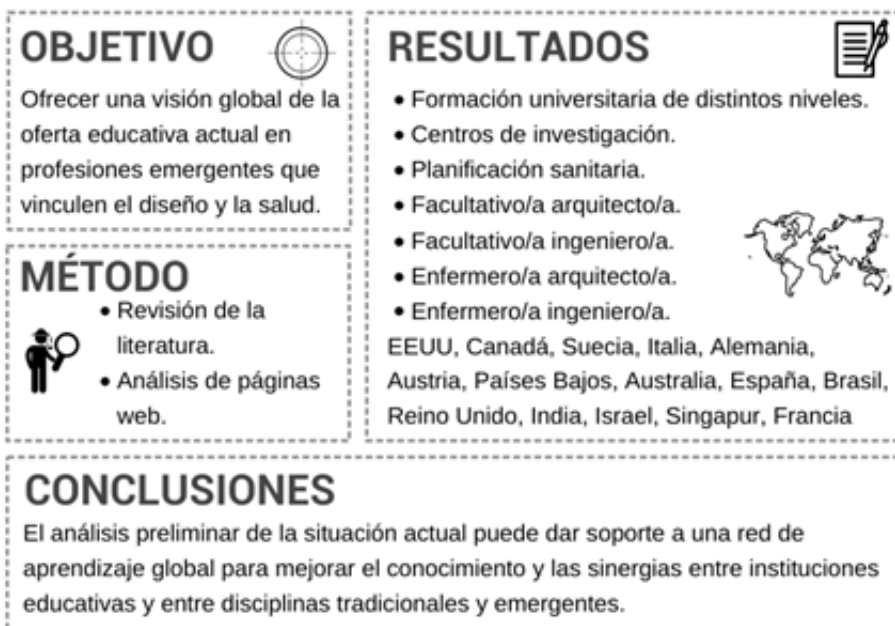 OBJETIVO
Ofrecer una visión global de la
oferta educativa actual en
profesiones emergentes que
vinculen el diseño y la salud.
MÉTODO
• Revisión de la
literatura.
• Análisis de páginas
web.
RESULTADOS
• Formación universitaria de distintos niveles.
• Centros de investigación.
• Planificación sanitaria.
• Facultativo/a arquitecto/a.
• Facultativo/a ingeniero/a.
• Enfermero/a arquitecto/a.
• Enfermero/a ingeniero/a.
EEUU, Canadá, Suecia, Italia, Alemania,
Austria, Países Bajos, Australia, España, Brasil,
Reino Unido, India, Israel, Singapur, Francia
CONCLUSIONES
El análisis preliminar de la situación actual puede dar soporte a una red de
aprendizaje global para mejorar el conocimiento y las sinergias entre instituciones
educativas y entre disciplinas tradicionales y emergentes.